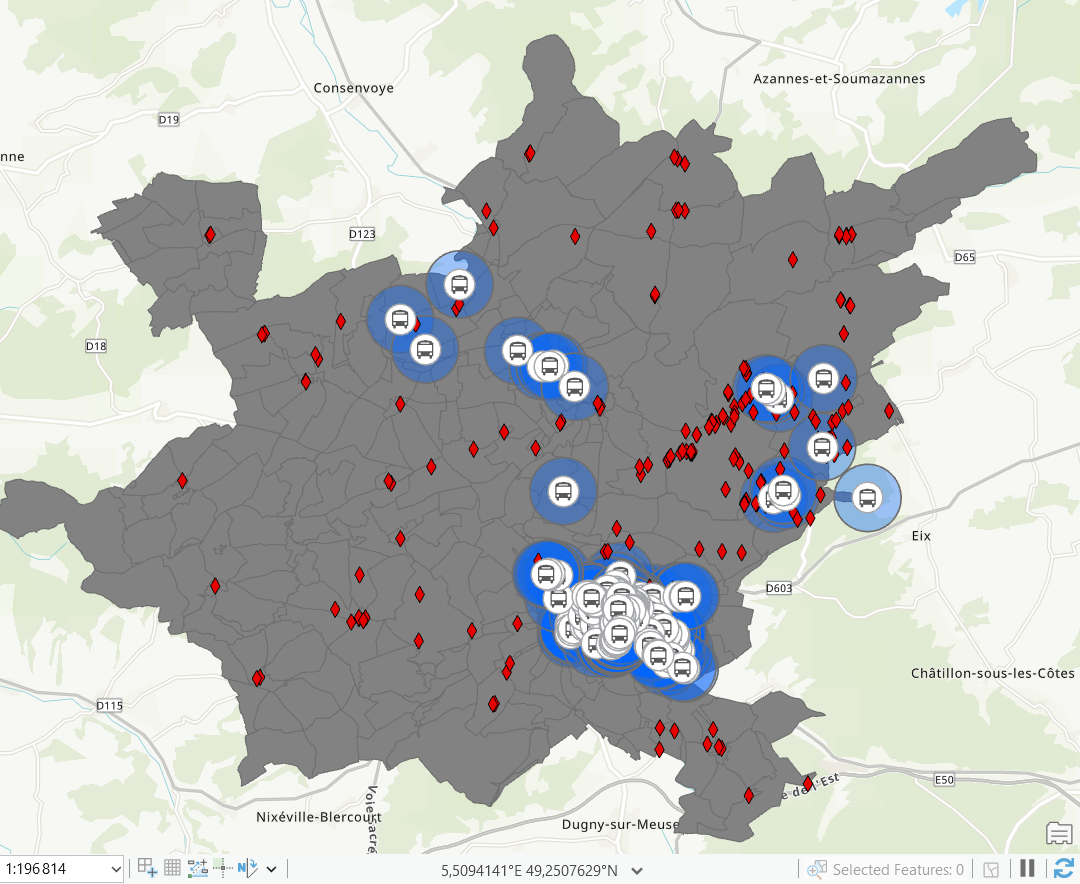 Azannes-et-Soumazannes
Consenvoye
D19
nne
D123
D65
D18
Eix
D603
Châtillon-sous-les-Côtes
D115
E50
e de l'Est
Voie Sacré
Nixéville-Blercourt
Dugny-sur-Meuse
1:196 814
5,5094141°E 49,2507629°N
Selected Features: 0